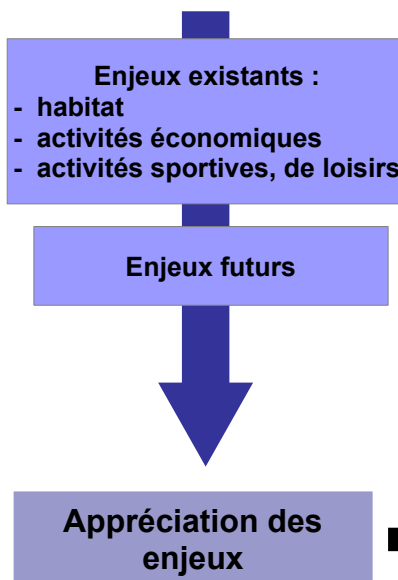 Enjeux existants :
- habitat
- activités économiques
- activités sportives, de loisirs
Enjeux futurs
Appréciation des
enjeux